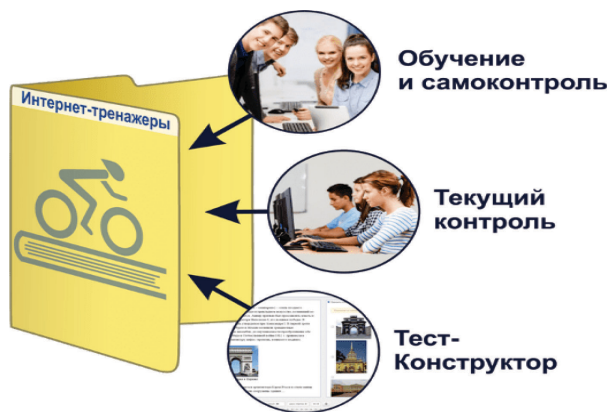 Интернет-тренажеры
Обучение
и самоконтроль
Текущий
контроль
Тест-
Конструктор